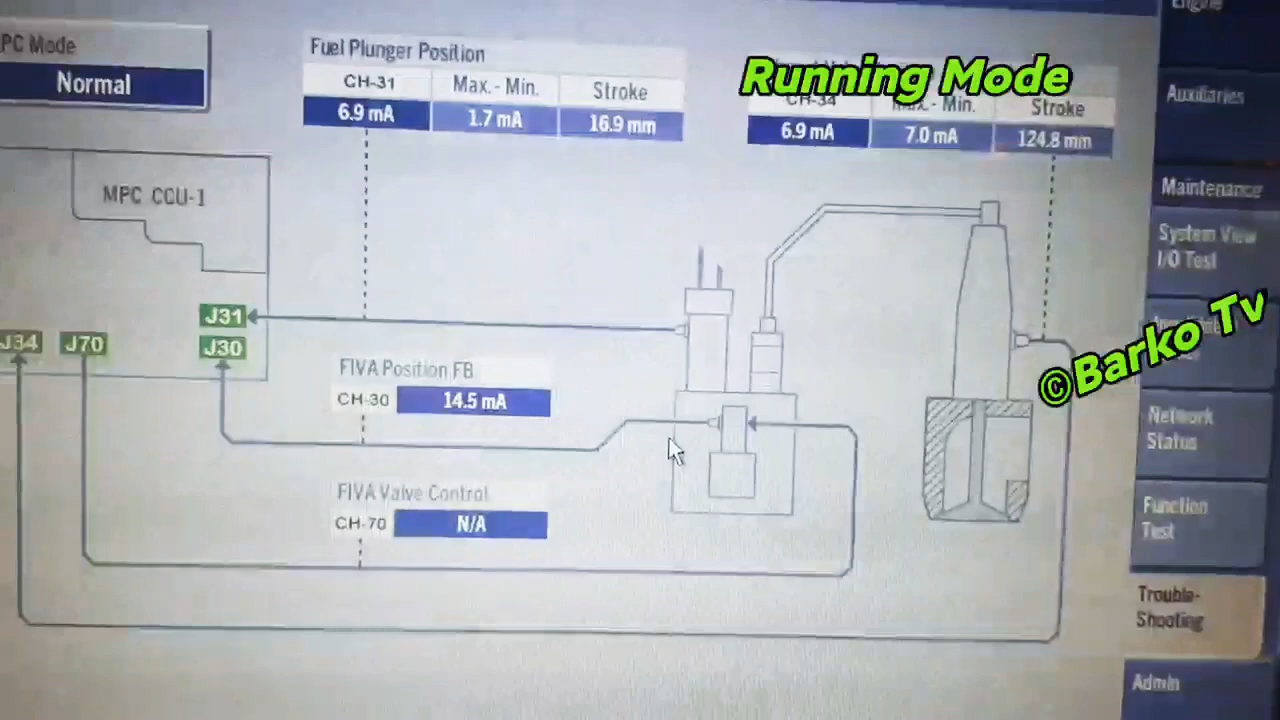 PC Mode
Normal
Fuel Plunger Position
CH-31
Max. - Min.
Stroke
6.9 mA
1.7 mA
16.9 mm
Running Mode
CH-34
Max. - Min.
Stroke
6.9 mA
7.0 mA
124.8 mm
MPC CCU-1
J31
J34
J70
J30
FIVA Position FB
CH-30
14.5 mA
FIVA Valve Control
CH-70
N/A
Engine
Auxiliaries
Maintenance
System View
I/O Test
©Barko Tv
Network
Status
Function
Test
Trouble-
Shooting
Admin